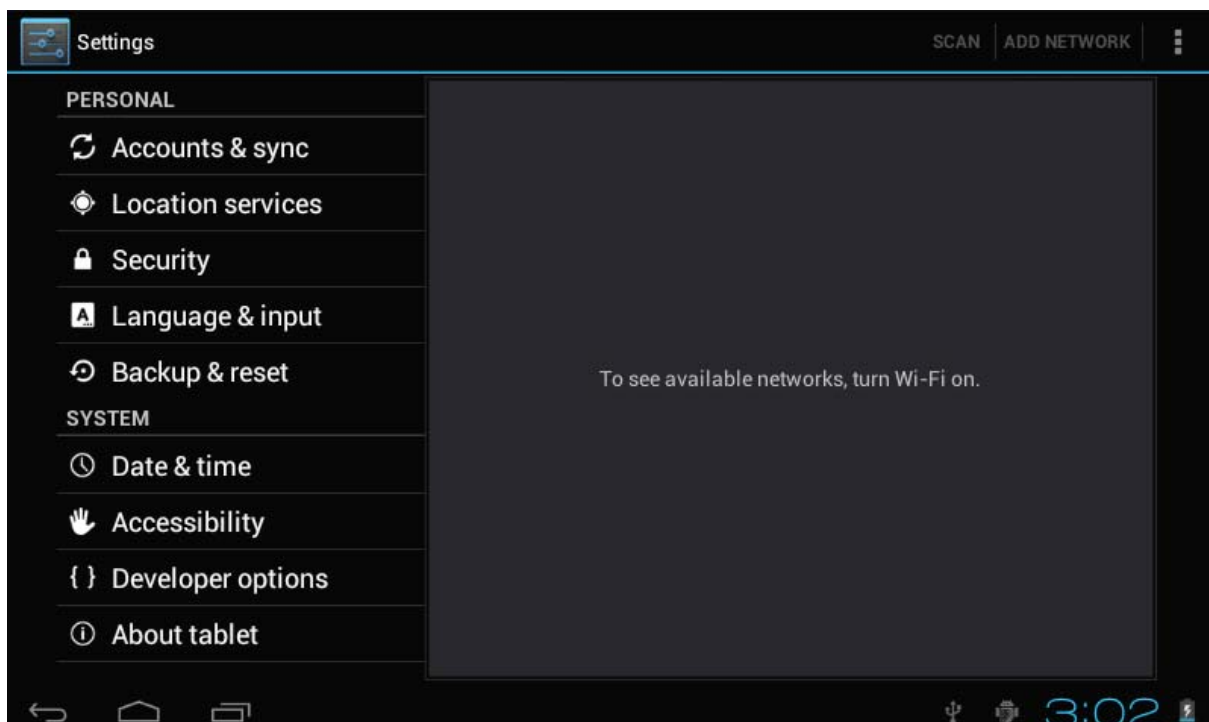 Settings
SCAN
ADD NETWORK
PERSONAL
Accounts & sync
Location services
Security
Language & input
Backup & reset
SYSTEM
Date & time
Accessibility
{ } Developer options
About tablet
To see available networks, turn Wi-Fi on.
3:02